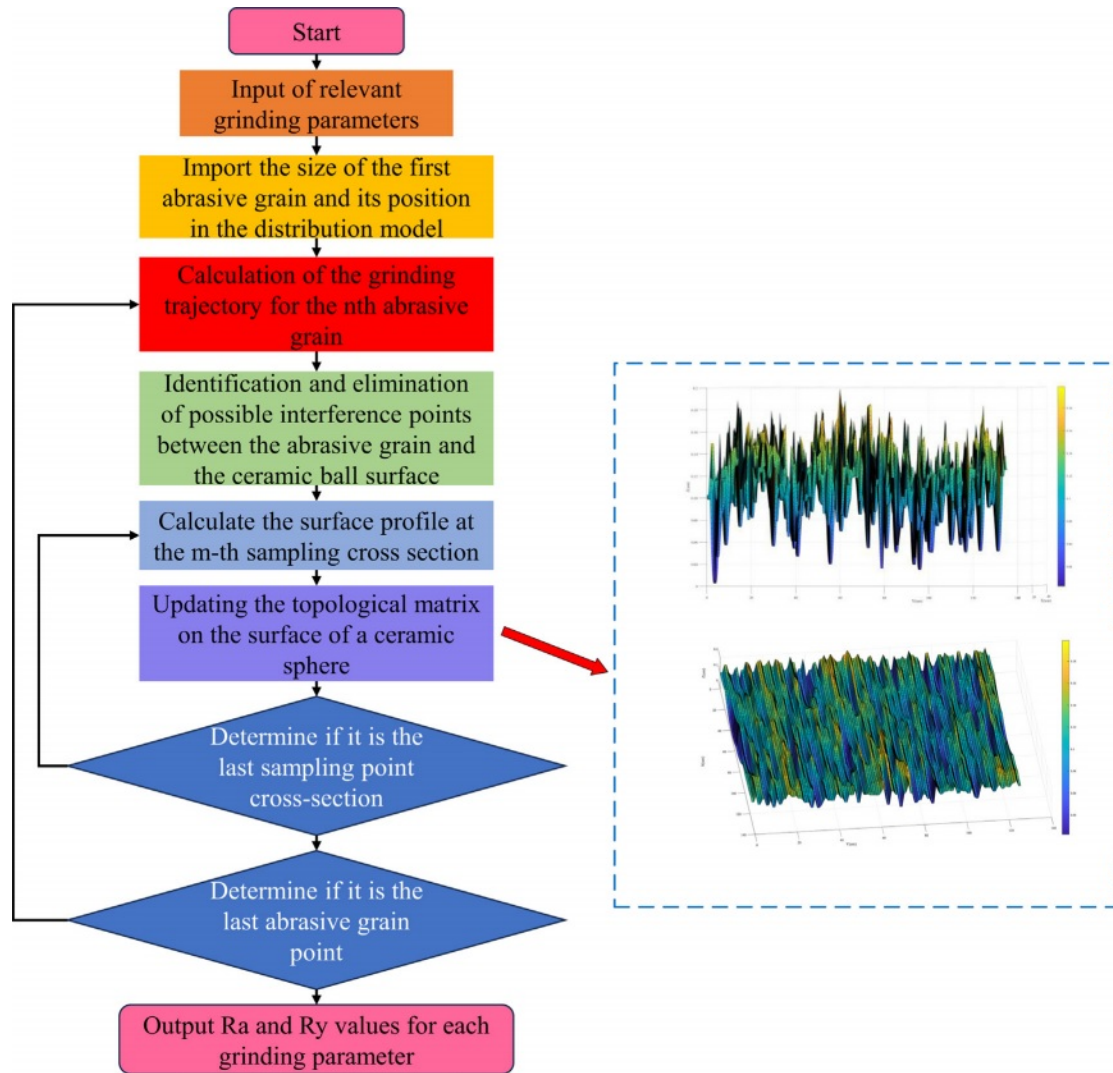 Start
Input of relevant
grinding parameters
Import the size of the first
abrasive grain and its position
in the distribution model
Calculation of the grinding
trajectory for the nth abrasive
grain
Identification and elimination
of possible interference points
between the abrasive grain and
the ceramic ball surface
Calculate the surface profile at
the m-th sampling cross section
Updating the topological matrix
on the surface of a ceramic
sphere
Determine if it is the
last sampling point
cross-section
Determine if it is the
last abrasive grain
point
Output Ra and Ry values for each
grinding parameter